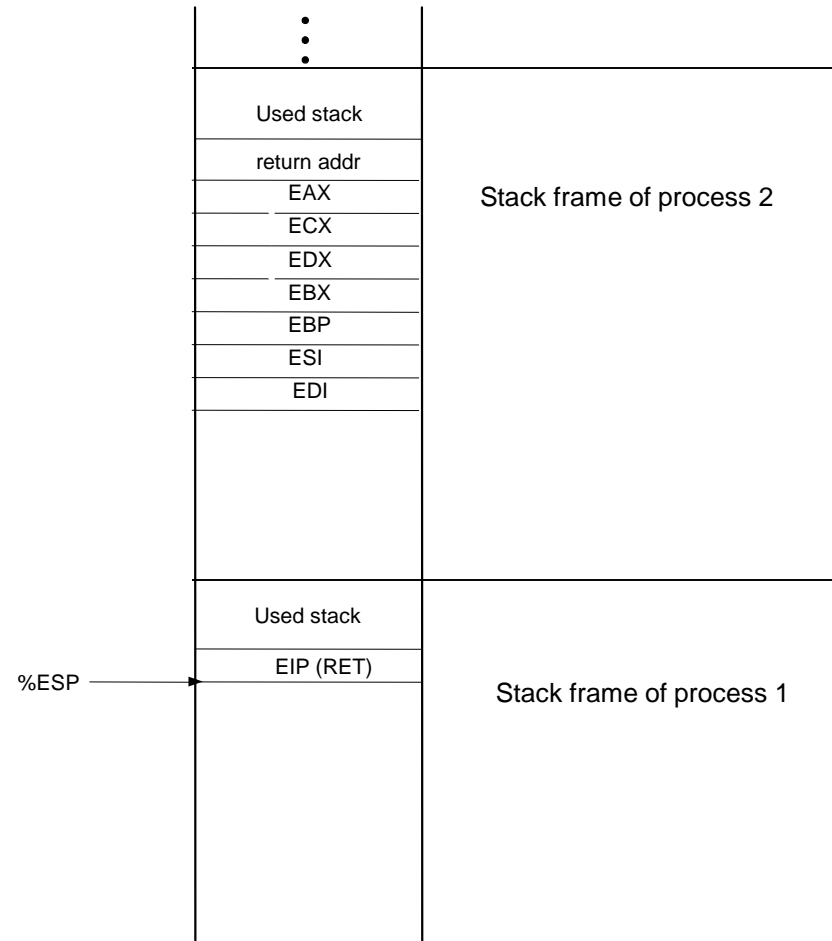 Used stack
return addr
EAX
Stack frame of process 2
ECX
EDX
EBX
EBP
ESI
EDI
Used stack
EIP (RET)
%ESP
Stack frame of process 1